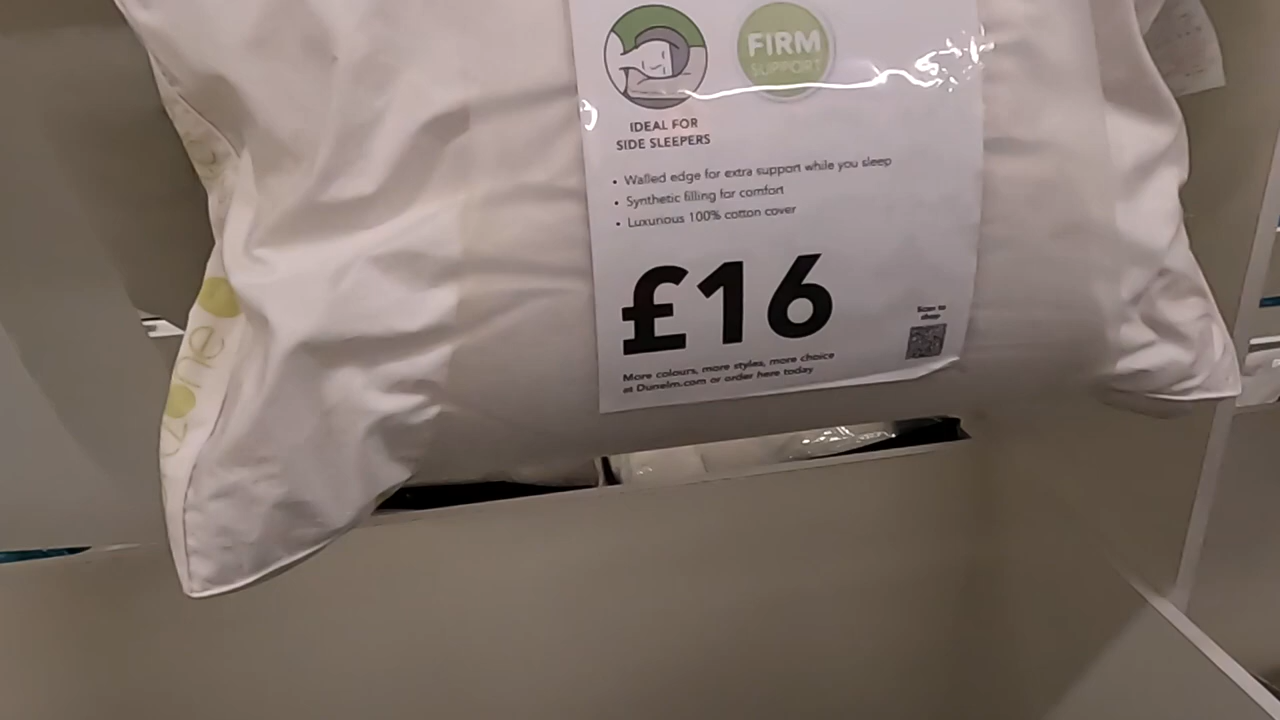 FIRM
SUPPORT
IDEAL FOR
SIDE SLEEPERS
• Walled edge for extra support while you sleep
• Synthetic filling for comfort
• Luxurious 100% cotton cover
£16
Scan to
shop
More colours, more styles, more choice
at Dunelm.com or order here today
zone